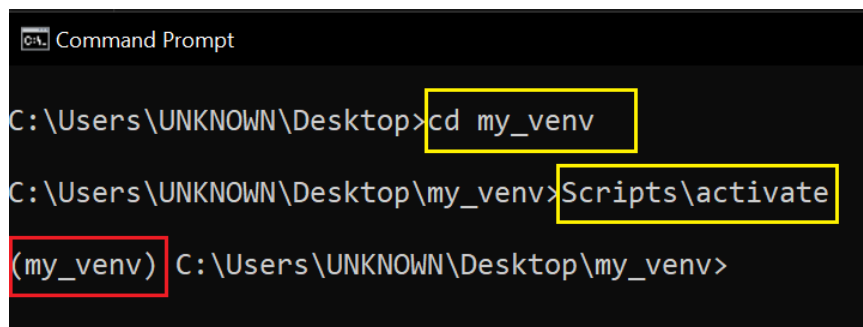 Command Prompt
C:\Users\UNKNOWN\Desktop>cd my_venv
C:\Users\UNKNOWN\Desktop\my_venv>Scripts\activate
(my_venv) C:\Users\UNKNOWN\Desktop\my_venv>